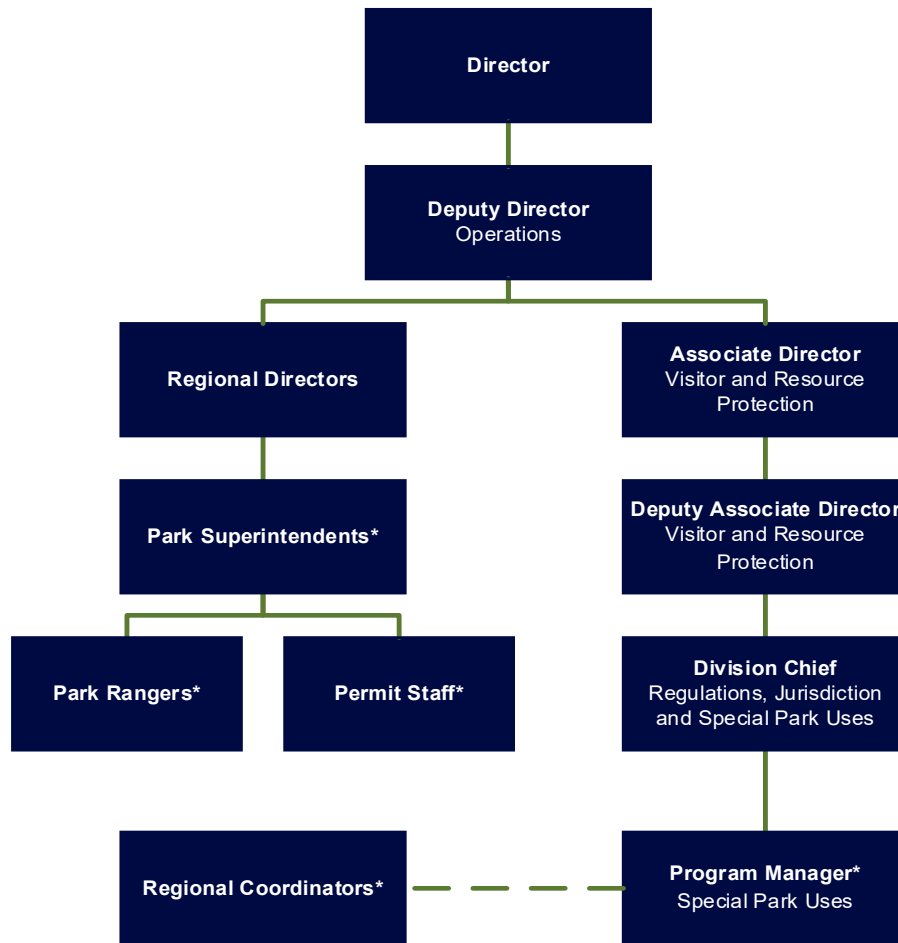 Director
Deputy Director
Operations
Regional Directors
Associate Director
Visitor and Resource
Protection
Park Superintendents*
Deputy Associate Director
Visitor and Resource
Protection
Park Rangers*
Permit Staff*
Division Chief
Regulations, Jurisdiction
and Special Park Uses
Regional Coordinators*
Program Manager*
Special Park Uses